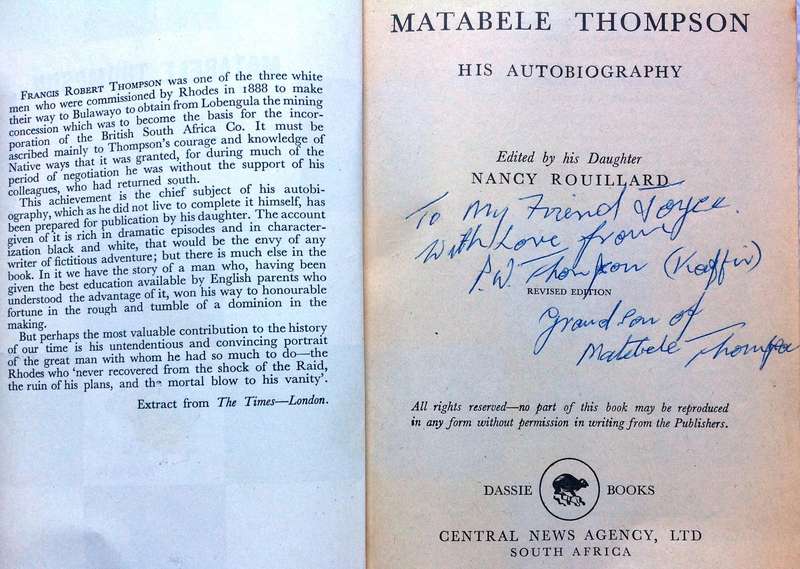 FRANCIS ROBERT THOMPSON was one of the three white
men who were commissioned by Rhodes in 1888 to make
their way to Bulawayo to obtain from Lobengula the mining
concession which was to become the basis for the incor-
poration of the British South Africa Co. It must be
ascribed mainly to Thompson's courage and knowledge of
Native ways that it was granted, for during much of the
period of negotiation he was without the support of his
colleagues, who had returned south.
This achievement is the chief subject of his autobi-
ography, which as he did not live to complete it himself, has
been prepared for publication by his daughter. The account
given of it is rich in dramatic episodes and in character-
ization black and white, that would be the envy of any
writer of fictitious adventure; but there is much else in the
book. In it we have the story of a man who, having been
given the best education available by English parents who
understood the advantage of it, won his way to honourable
fortune in the rough and tumble of a dominion in the
making.
But perhaps the most valuable contribution to the history
of our time is his untendentious and convincing portrait
of the great man with whom he had so much to do—the
Rhodes who 'never recovered from the shock of the Raid,
the ruin of his plans, and the mortal blow to his vanity'.
Extract from The Times—London.
MATABELE THOMPSON
HIS AUTOBIOGRAPHY
Edited by his Daughter
NANCY ROUILLARD
To My Friend Joyce.
With Love from
P.W. Thompson (Kaffir)
REVISED EDITION
Grandson of
Matebele Thompson
All rights reserved—no part of this book may be reproduced
in any form without permission in writing from the Publishers.
DASSIE BOOKS
CENTRAL NEWS AGENCY, LTD
SOUTH AFRICA